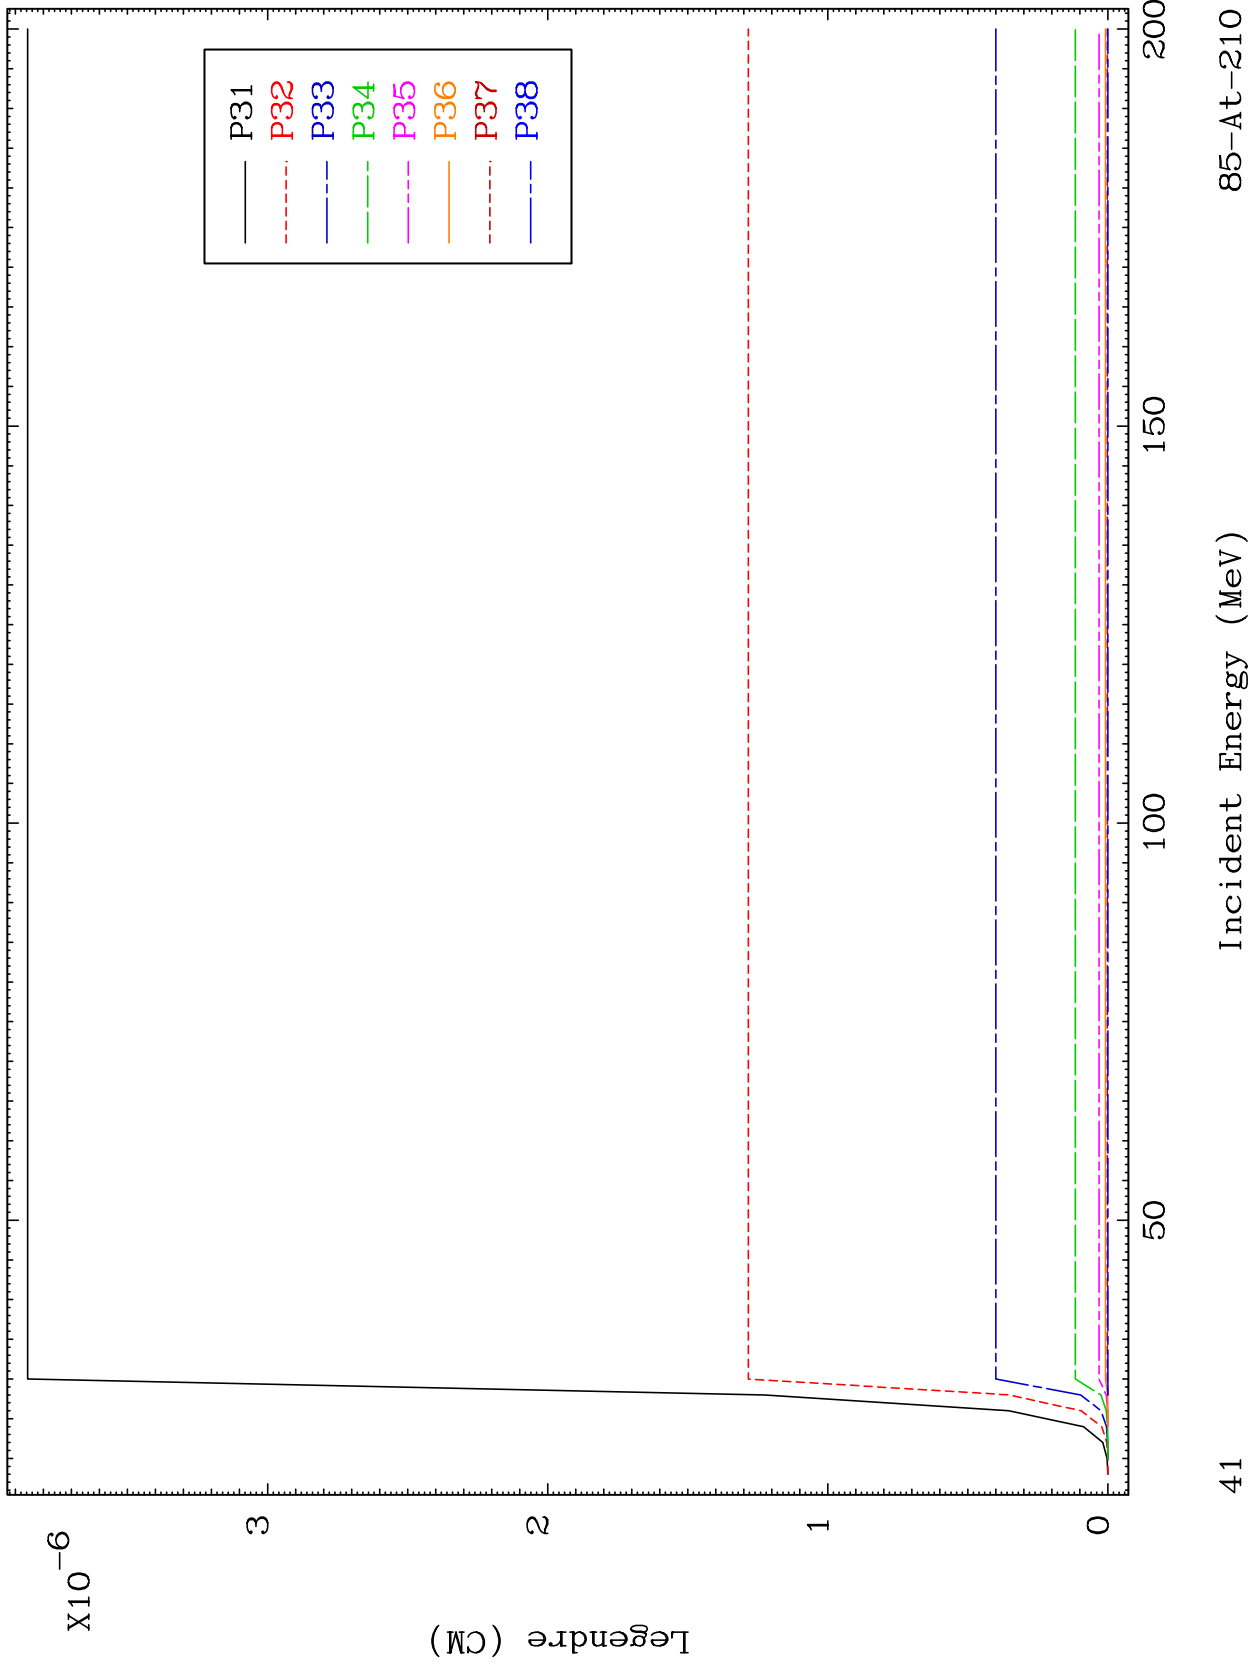 X10-6
3
2
1
0
Legendre (CM)
P31
P32
P33
P34
P35
P36
P37
P38
50
100
150
200
41
Incident Energy (MeV)
85-At-210